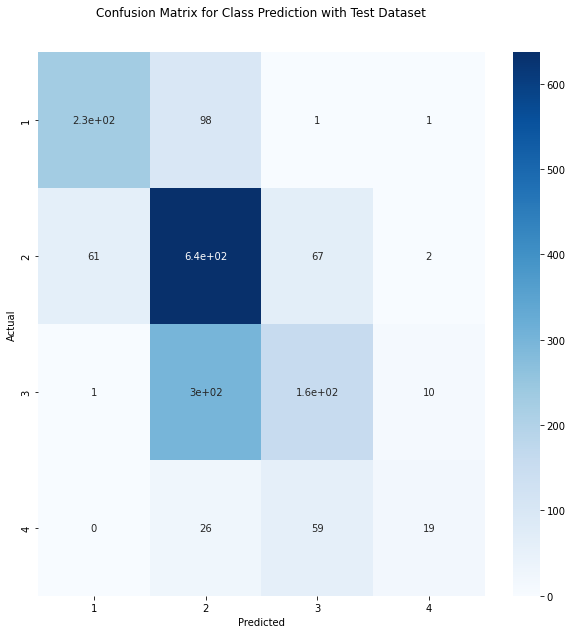 Confusion Matrix for Class Prediction with Test Dataset
1 2.3e+02 98 1 1
2 61 6.4e+02 67 2
3 1 3e+02 1.6e+02 10
4 0 26 59 19
1 2 3 4
Predicted
Actual
600
500
400
300
200
100
0